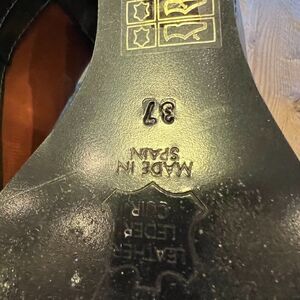 LEATHER
LEDER
CUIR
MADE IN
SPAIN
37